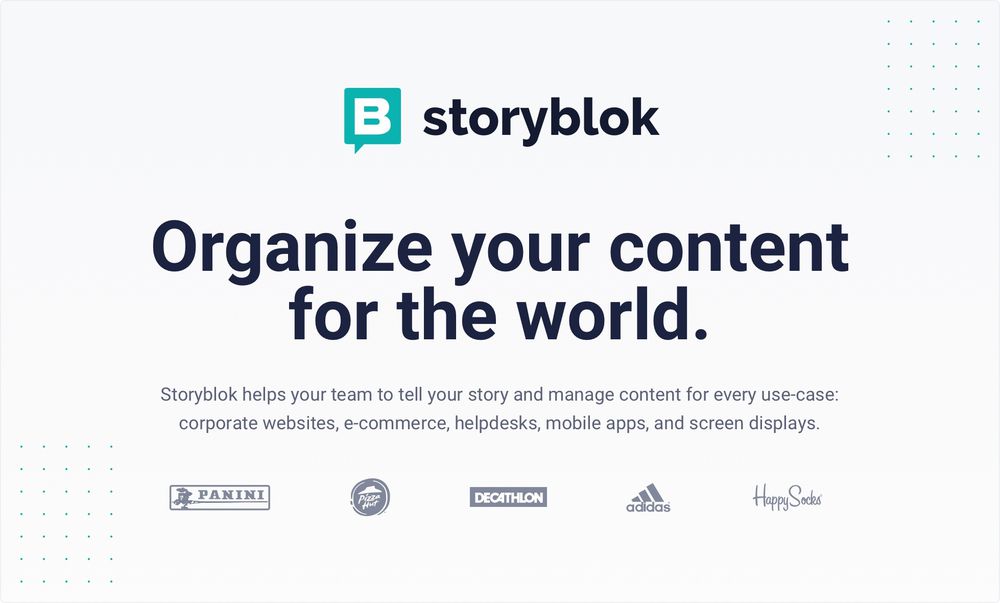 B storyblok
Organize your content
for the world.
Storyblok helps your team to tell your story and manage content for every use-case:
corporate websites, e-commerce, helpdesks, mobile apps, and screen displays.
PANINI Pizza Hut DECATHLON adidas Happy Socks